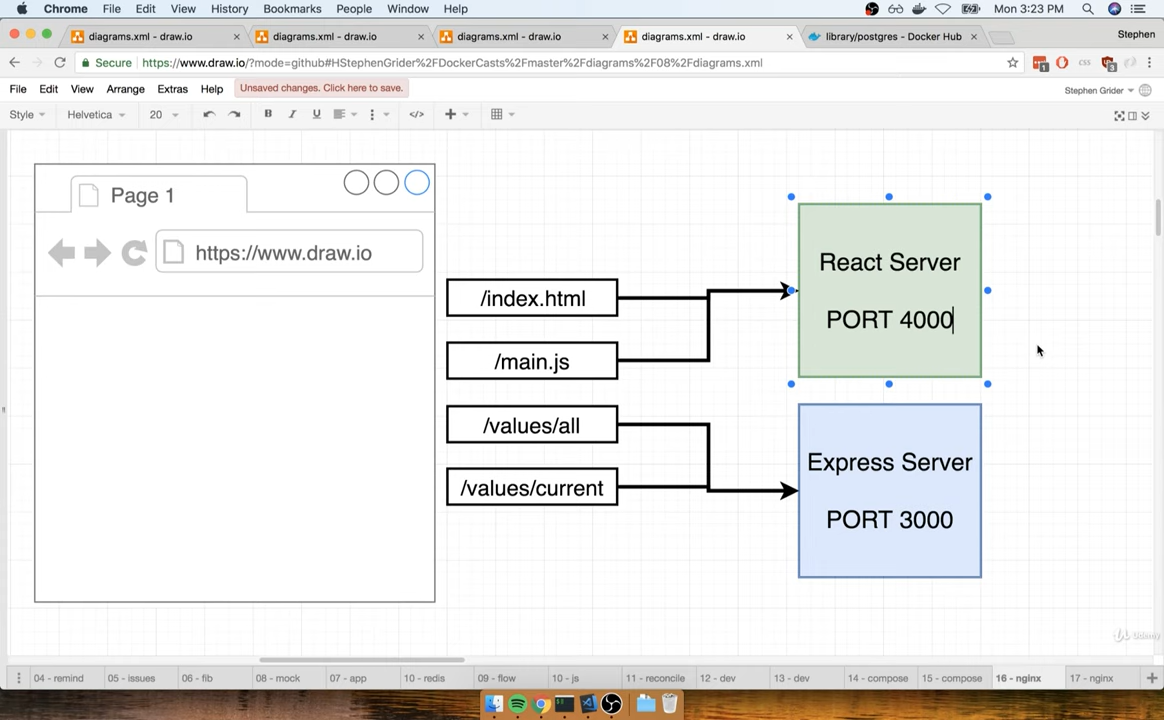 Chrome File Edit View History Bookmarks People Window Help Mon 3:23 PM
diagrams.xml - draw.io diagrams.xml - draw.io diagrams.xml - draw.io diagrams.xml - draw.io library/postgres - Docker Hub Stephen
Secure https://www.draw.io/?mode=github#HStephenGrider%2FDockerCasts%2Fmaster%2Fdiagrams%2F08%2Fdiagrams.xml
File Edit View Arrange Extras Help Unsaved changes. Click here to save. Stephen Grider
Style Helvetica 20 B I U </>
Page 1
https://www.draw.io
/index.html
/main.js
/values/all
/values/current
React Server
PORT 4000
Express Server
PORT 3000
Udemy
04 - remind 05 - issues 06 - fib 08 - mock 07 - app 10 - redis 09 - flow 10 - js 11 - reconcile 12 - dev 13 - dev 14 - compose 15 - compose 16 - nginx 17 - nginx